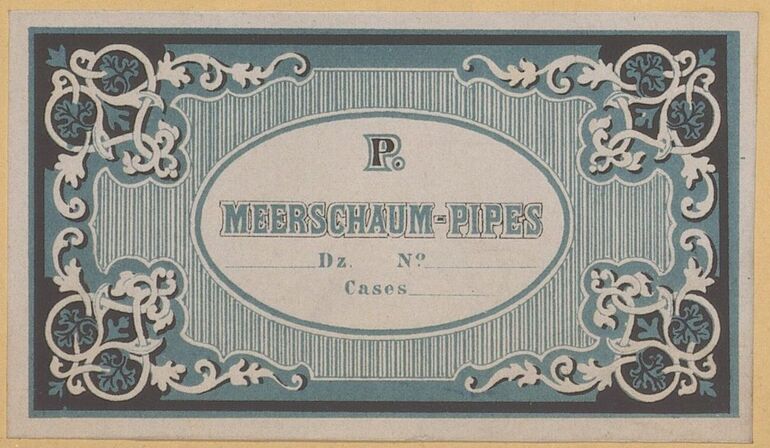 P.
MEERSCHAUM-PIPES
Dz. Nº
Cases